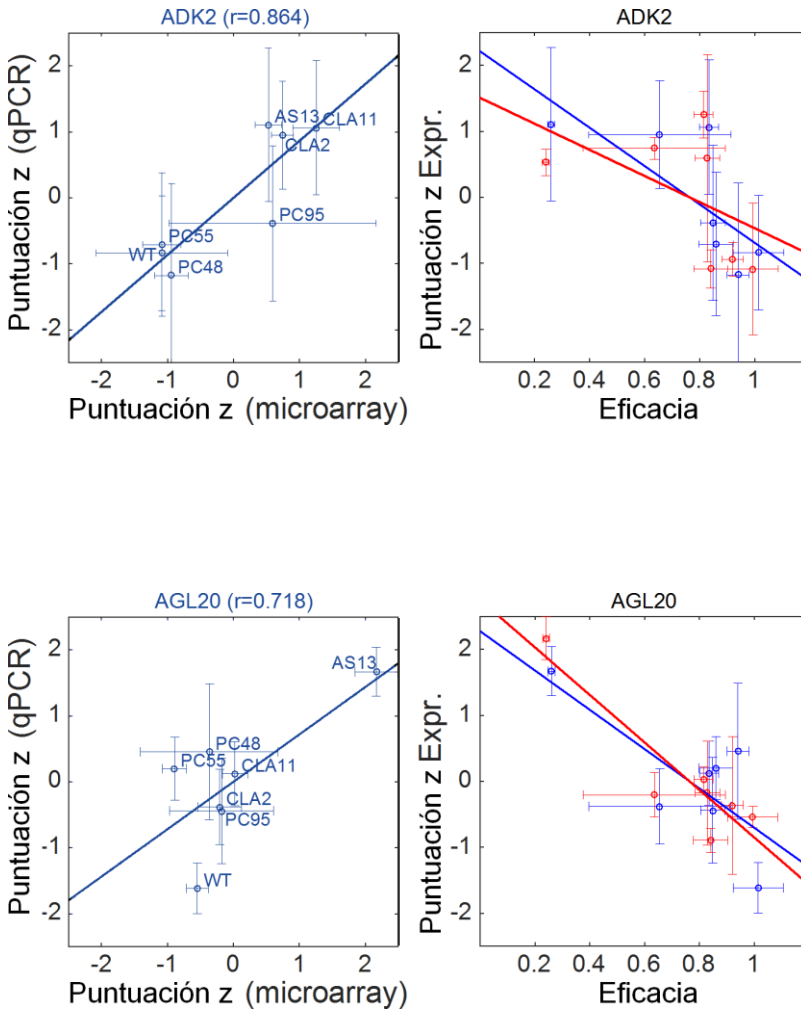 ADK2 (r=0.864)
Puntuación z (qPCR)
2
1
0
-1
-2
AS13
CLA11
CLA2
PC95
PC55
WT
PC48
-2 -1 0 1 2
Puntuación z (microarray)
ADK2
Puntuación z Expr.
2
1
0
-1
-2
0.2 0.4 0.6 0.8 1
Eficacia
AGL20 (r=0.718)
Puntuación z (qPCR)
2
1
0
-1
-2
AS13
PC48
PC55
CLA11
CLA2
PC95
WT
-2 -1 0 1 2
Puntuación z (microarray)
AGL20
Puntuación z Expr.
2
1
0
-1
-2
0.2 0.4 0.6 0.8 1
Eficacia